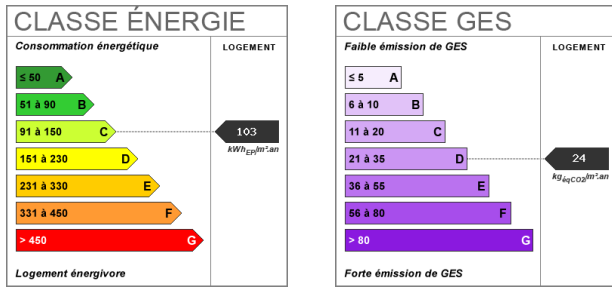 CLASSE ÉNERGIE
Consommation énergétique
LOGEMENT
≤ 50 A
51 à 90 B
91 à 150 C
103
kWhEP/m².an
151 à 230 D
231 à 330 E
331 à 450 F
> 450 G
Logement énergivore
CLASSE GES
Faible émission de GES
LOGEMENT
≤ 5 A
6 à 10 B
11 à 20 C
21 à 35 D
24
kgéqCO2/m².an
36 à 55 E
56 à 80 F
> 80 G
Forte émission de GES